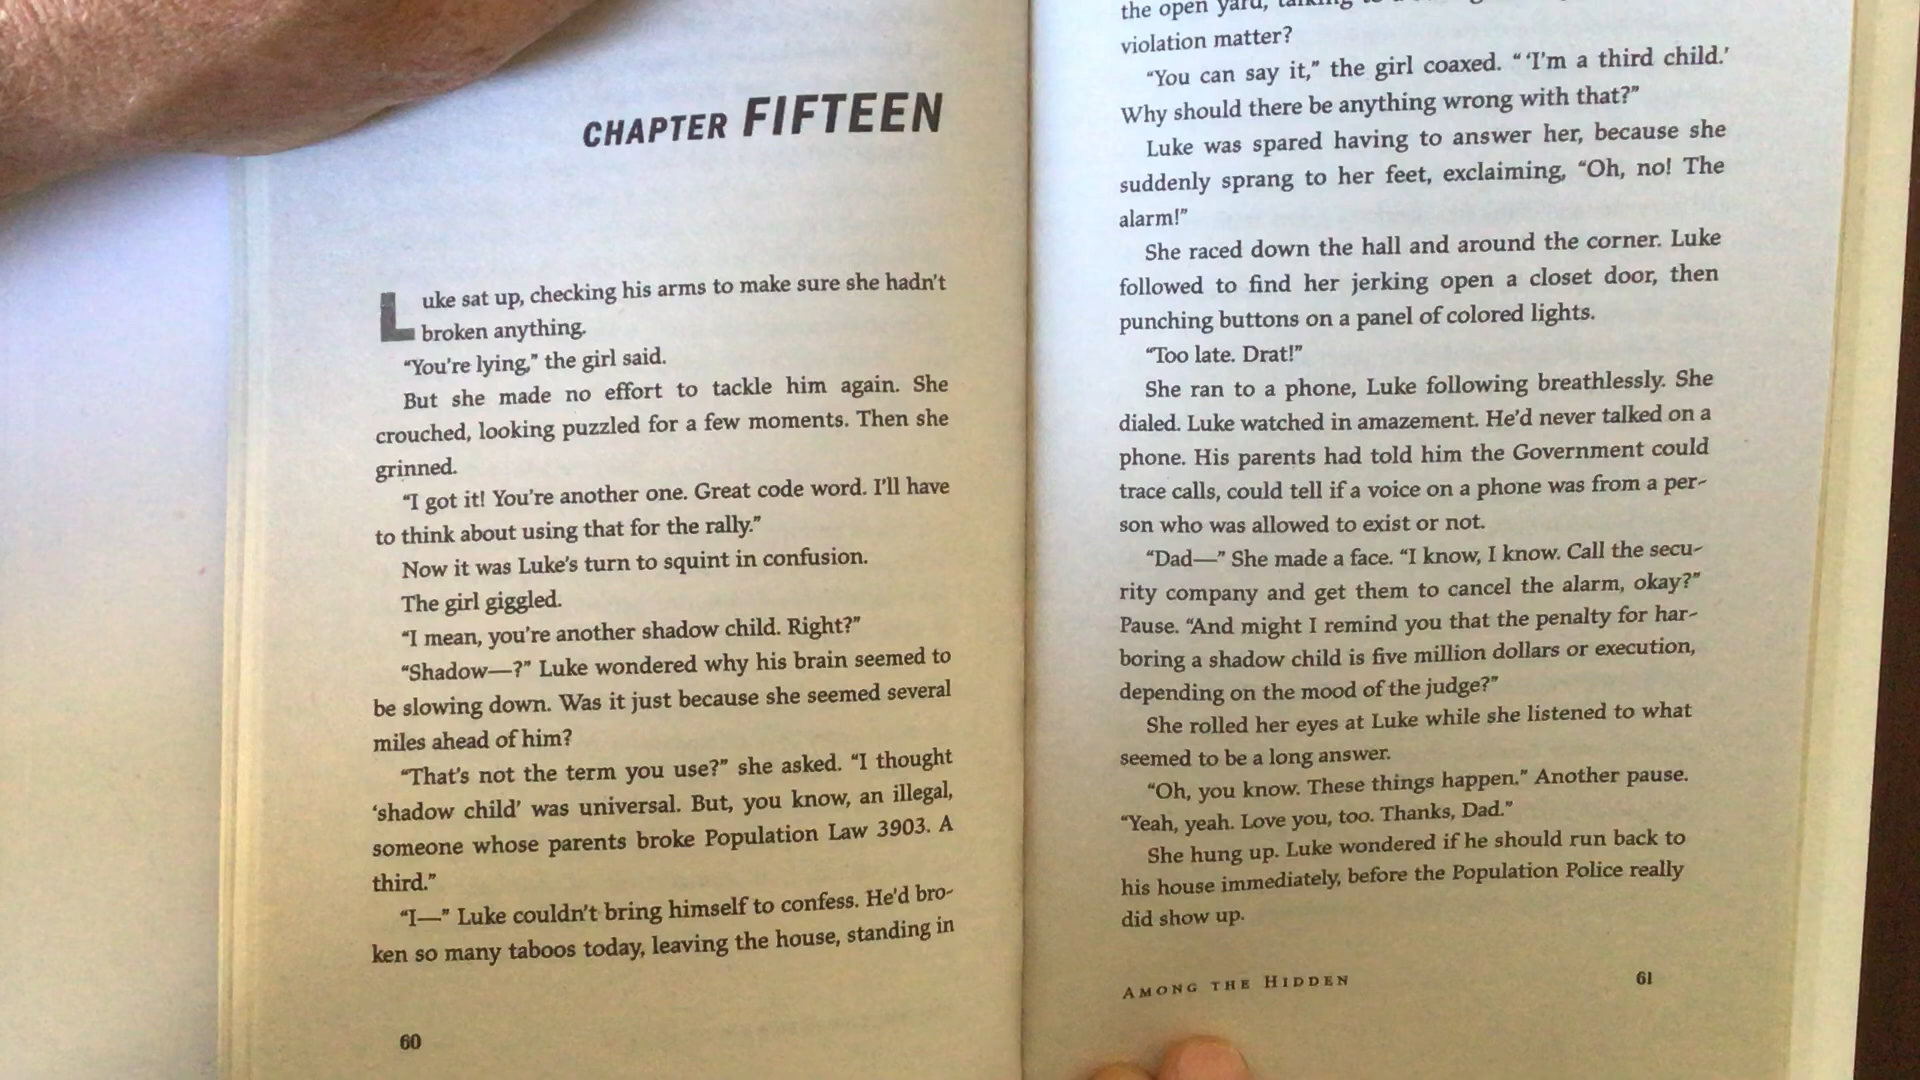 CHAPTER FIFTEEN
Luke sat up, checking his arms to make sure she hadn't
broken anything.
“You're lying,” the girl said.
But she made no effort to tackle him again. She
crouched, looking puzzled for a few moments. Then she
grinned.
“I got it! You're another one. Great code word. I'll have
to think about using that for the rally.”
Now it was Luke's turn to squint in confusion.
The girl giggled.
“I mean, you're another shadow child. Right?”
“Shadow—?” Luke wondered why his brain seemed to
be slowing down. Was it just because she seemed several
miles ahead of him?
“That's not the term you use?” she asked. “I thought
‘shadow child’ was universal. But, you know, an illegal,
someone whose parents broke Population Law 3903. A
third.”
“I—” Luke couldn't bring himself to confess. He'd bro-
ken so many taboos today, leaving the house, standing in
60
the open yard,
violation matter?
“You can say it,” the girl coaxed. “ ‘I'm a third child.’
Why should there be anything wrong with that?”
Luke was spared having to answer her, because she
suddenly sprang to her feet, exclaiming, “Oh, no! The
alarm!”
She raced down the hall and around the corner. Luke
followed to find her jerking open a closet door, then
punching buttons on a panel of colored lights.
“Too late. Drat!”
She ran to a phone, Luke following breathlessly. She
dialed. Luke watched in amazement. He'd never talked on a
phone. His parents had told him the Government could
trace calls, could tell if a voice on a phone was from a per-
son who was allowed to exist or not.
“Dad—” She made a face. “I know, I know. Call the secu-
rity company and get them to cancel the alarm, okay?”
Pause. “And might I remind you that the penalty for har-
boring a shadow child is five million dollars or execution,
depending on the mood of the judge?”
She rolled her eyes at Luke while she listened to what
seemed to be a long answer.
“Oh, you know. These things happen.” Another pause.
“Yeah, yeah. Love you, too. Thanks, Dad.”
She hung up. Luke wondered if he should run back to
his house immediately, before the Population Police really
did show up.
AMONG THE HIDDEN
61